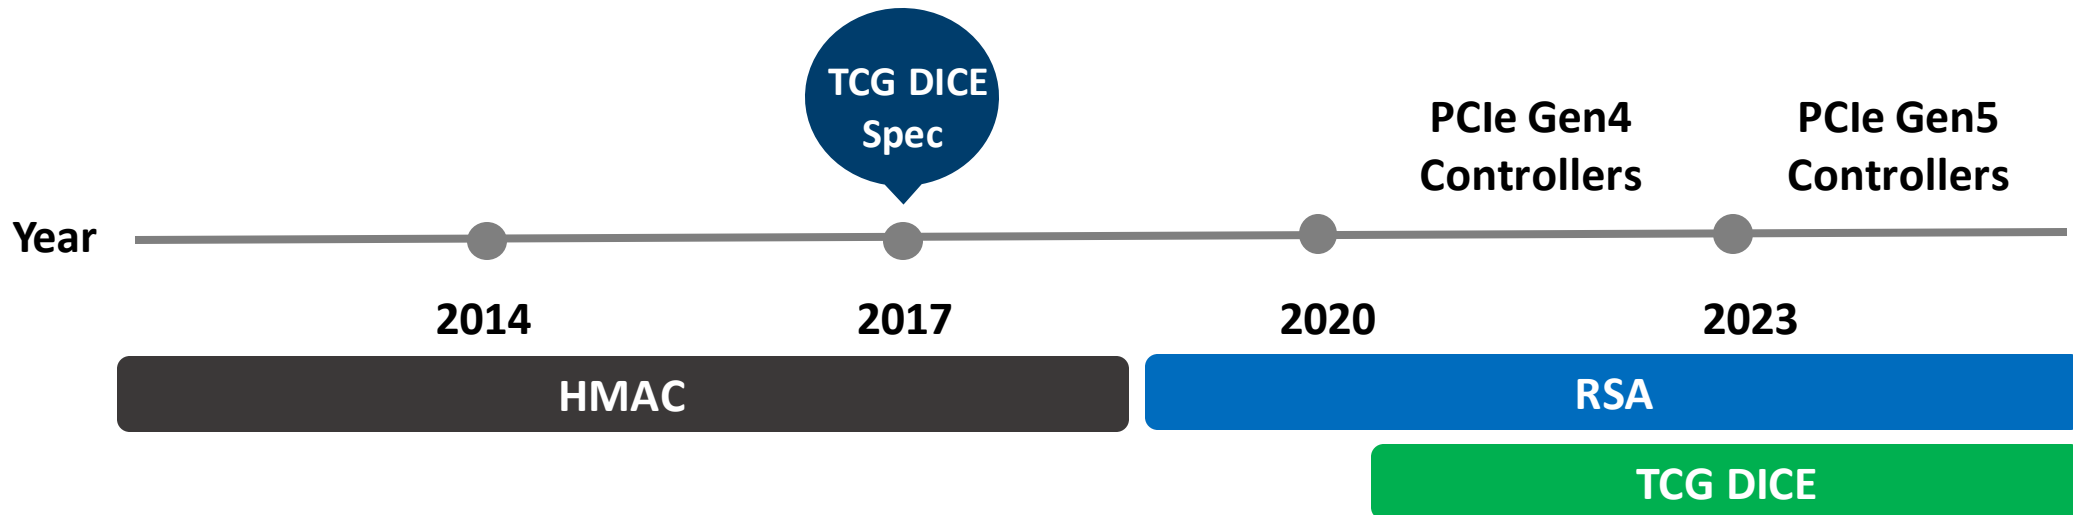 TCG DICE
Spec
PCIe Gen4
Controllers
PCIe Gen5
Controllers
Year
2014
2017
2020
2023
HMAC
RSA
TCG DICE